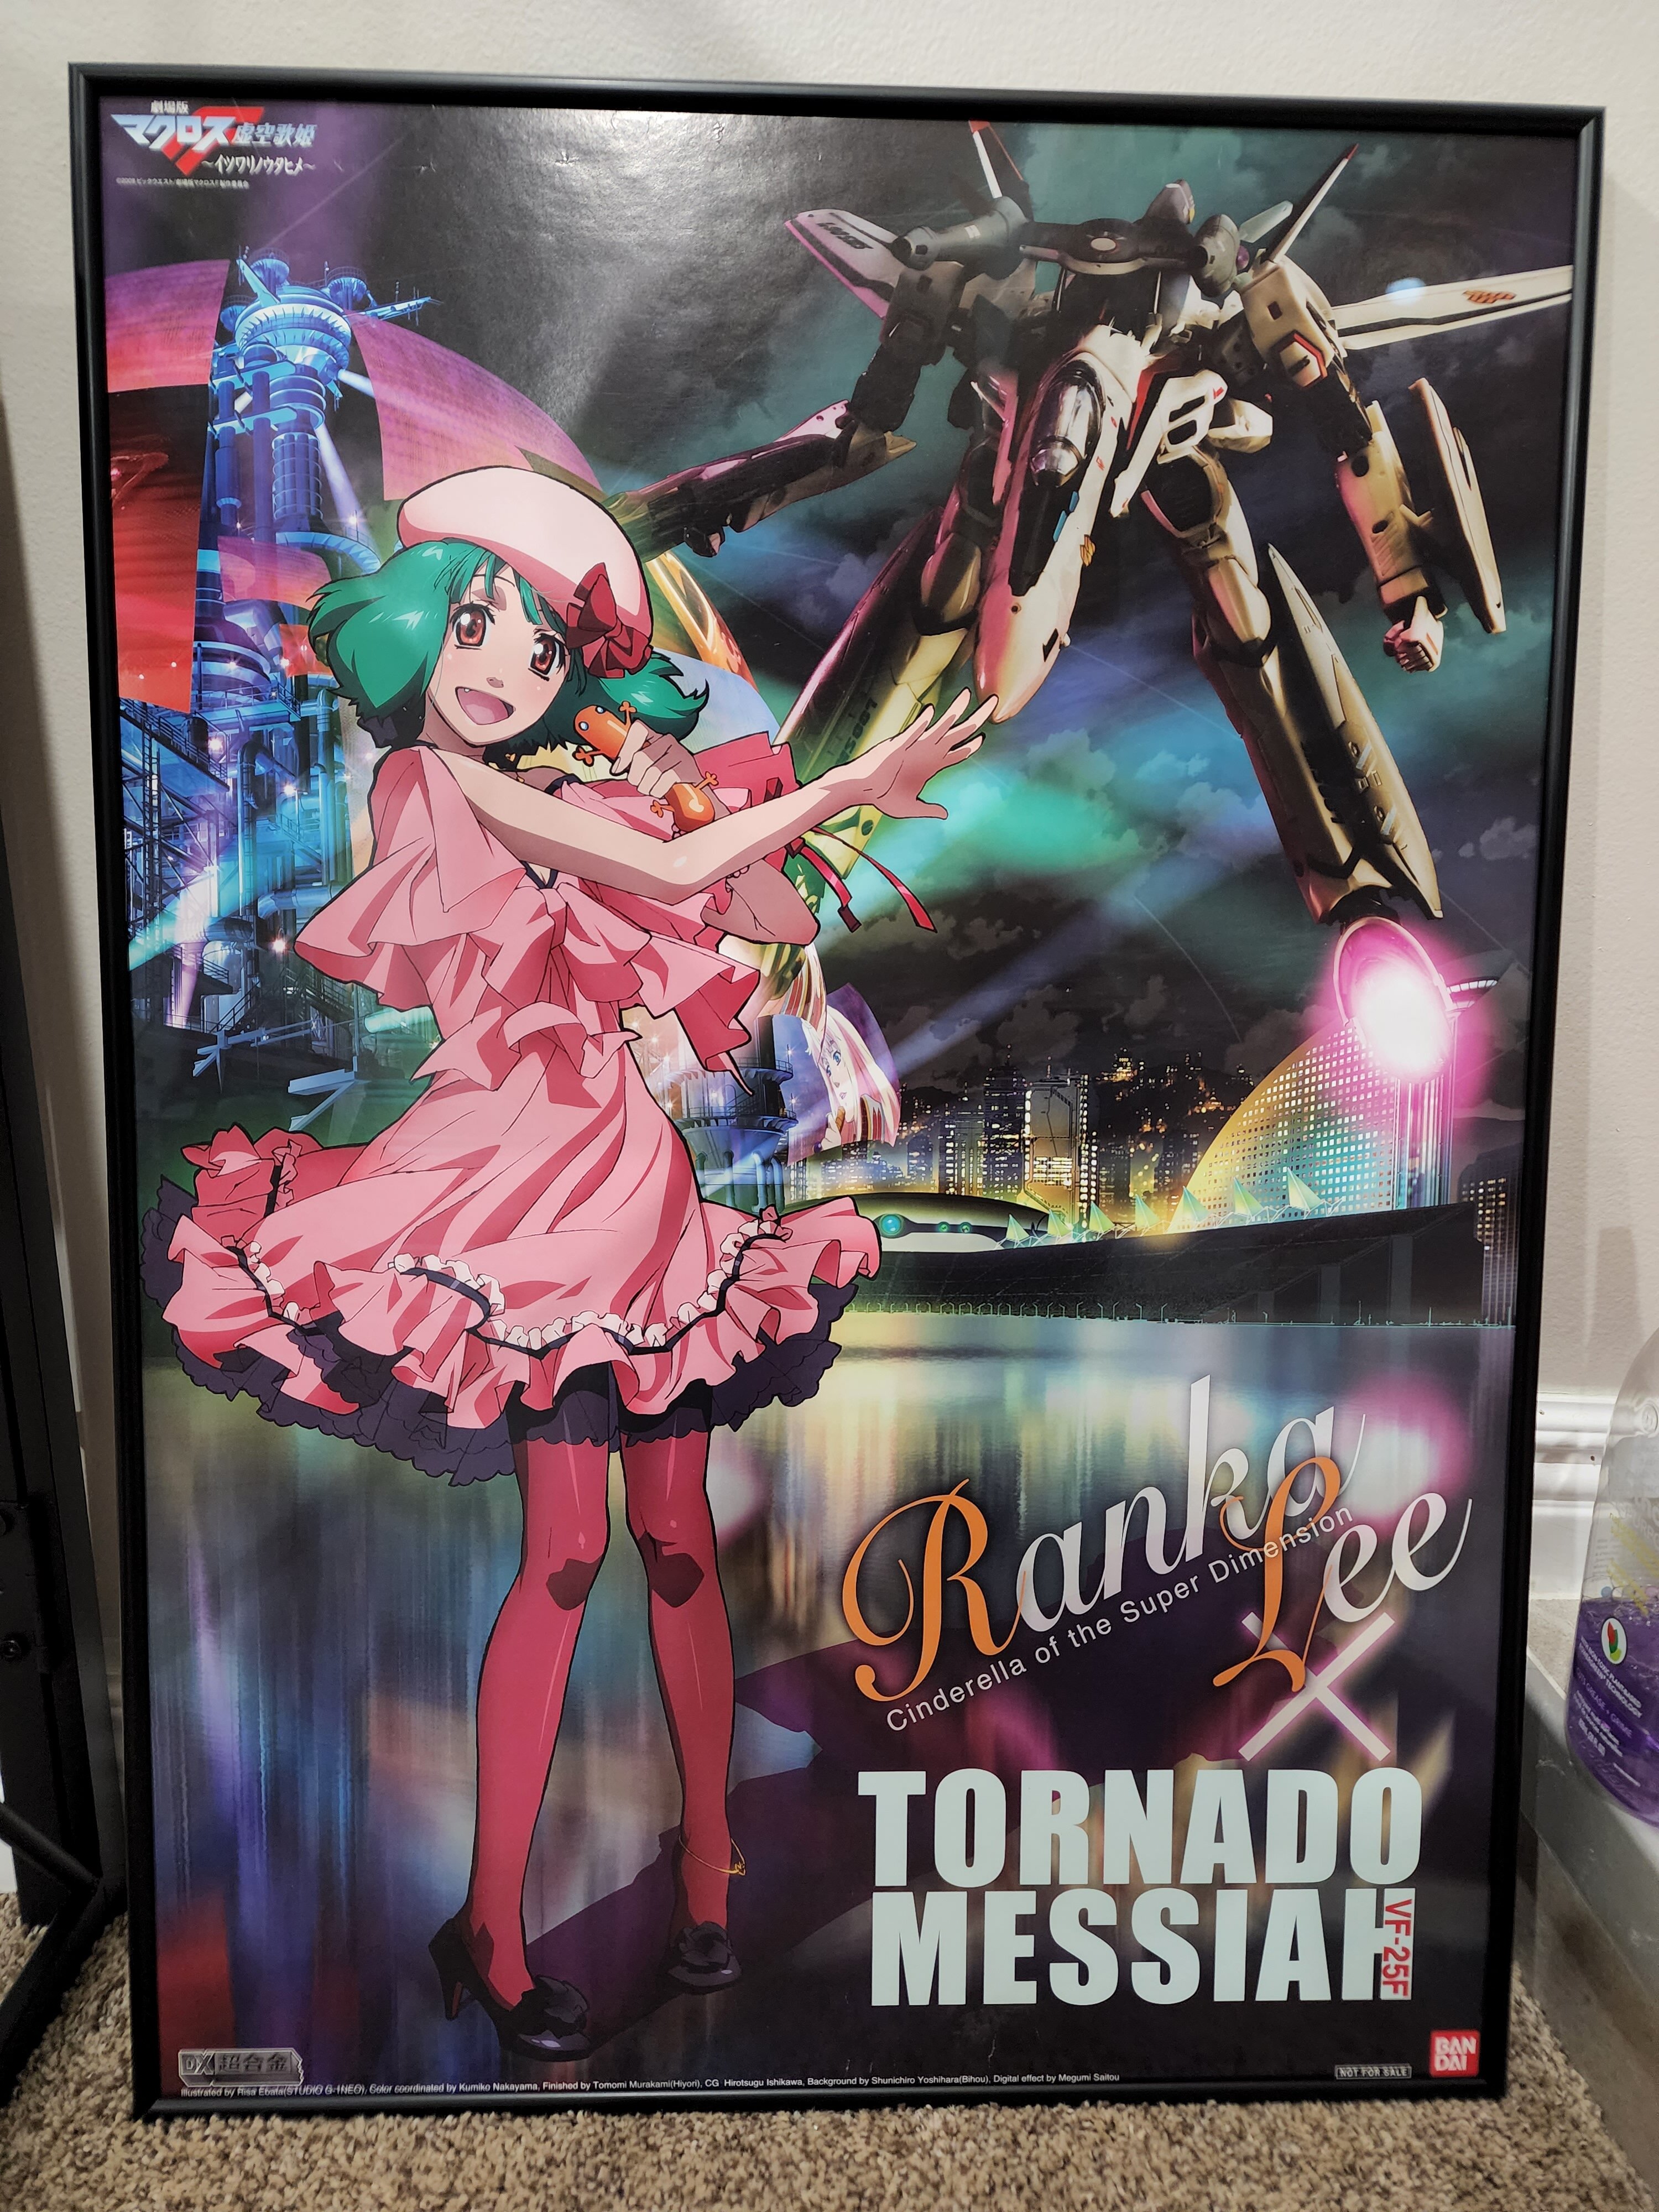 劇場版
マクロスF 虚空歌姫
～イツワリノウタヒメ～
Ranka
Lee
Cinderella of the Super Dimension
×
TORNADO
MESSIAH
VF-25F
DX超合金
BAN
DAI
NOT FOR SALE
Illustrated by Risa Ebata(STUDIO G-1NEO), Color coordinated by Kumiko Nakayama, Finished by Tomomi Murakami(Hiyori), CG Hirotsugu Ishikawa, Background by Shunichiro Yoshihara(Bihou), Digital effect by Megumi Saitou